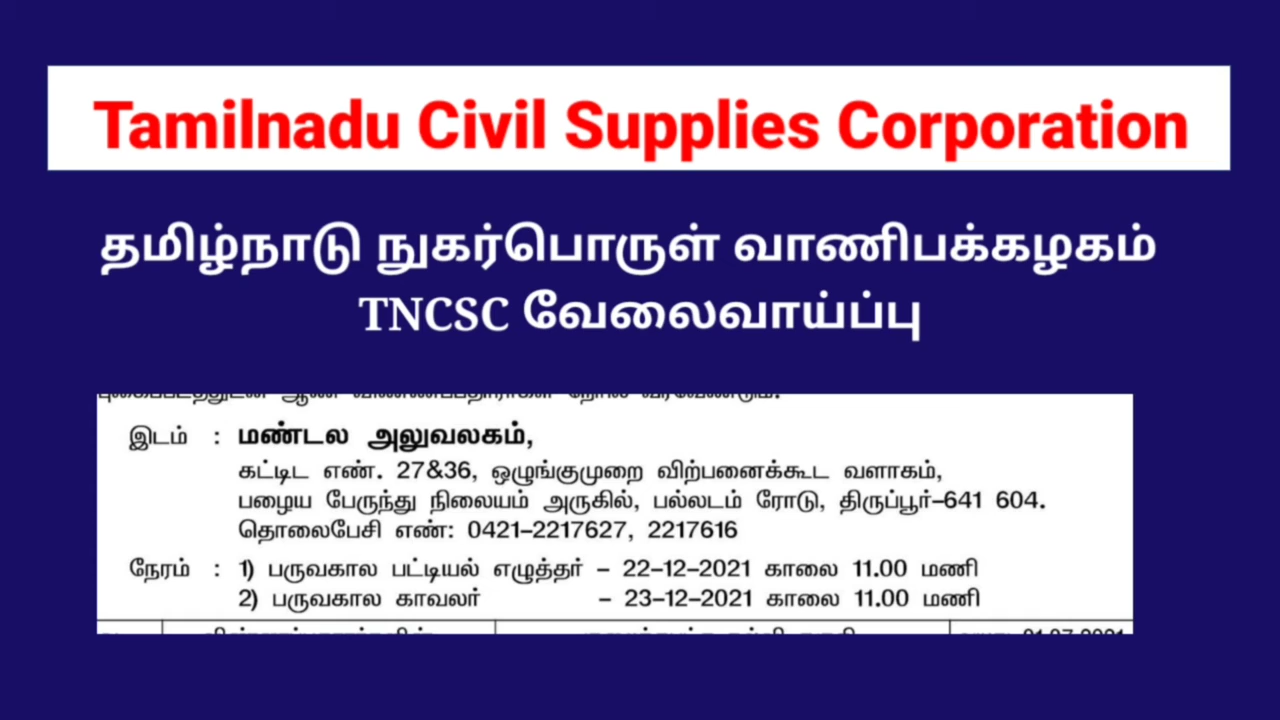 Tamilnadu Civil Supplies Corporation
தமிழ்நாடு நுகர்பொருள் வாணிபக்கழகம்
TNCSC வேலைவாய்ப்பு
இடம் : மண்டல அலுவலகம்,
கட்டிட எண். 27&36, ஒழுங்குமுறை விற்பனைக்கூட வளாகம்,
பழைய பேருந்து நிலையம் அருகில், பல்லடம் ரோடு, திருப்பூர்–641 604.
தொலைபேசி எண்: 0421–2217627, 2217616
நேரம் : 1) பருவகால பட்டியல் எழுத்தர் – 22–12–2021 காலை 11.00 மணி
2) பருவகால காவலர் – 23–12–2021 காலை 11.00 மணி